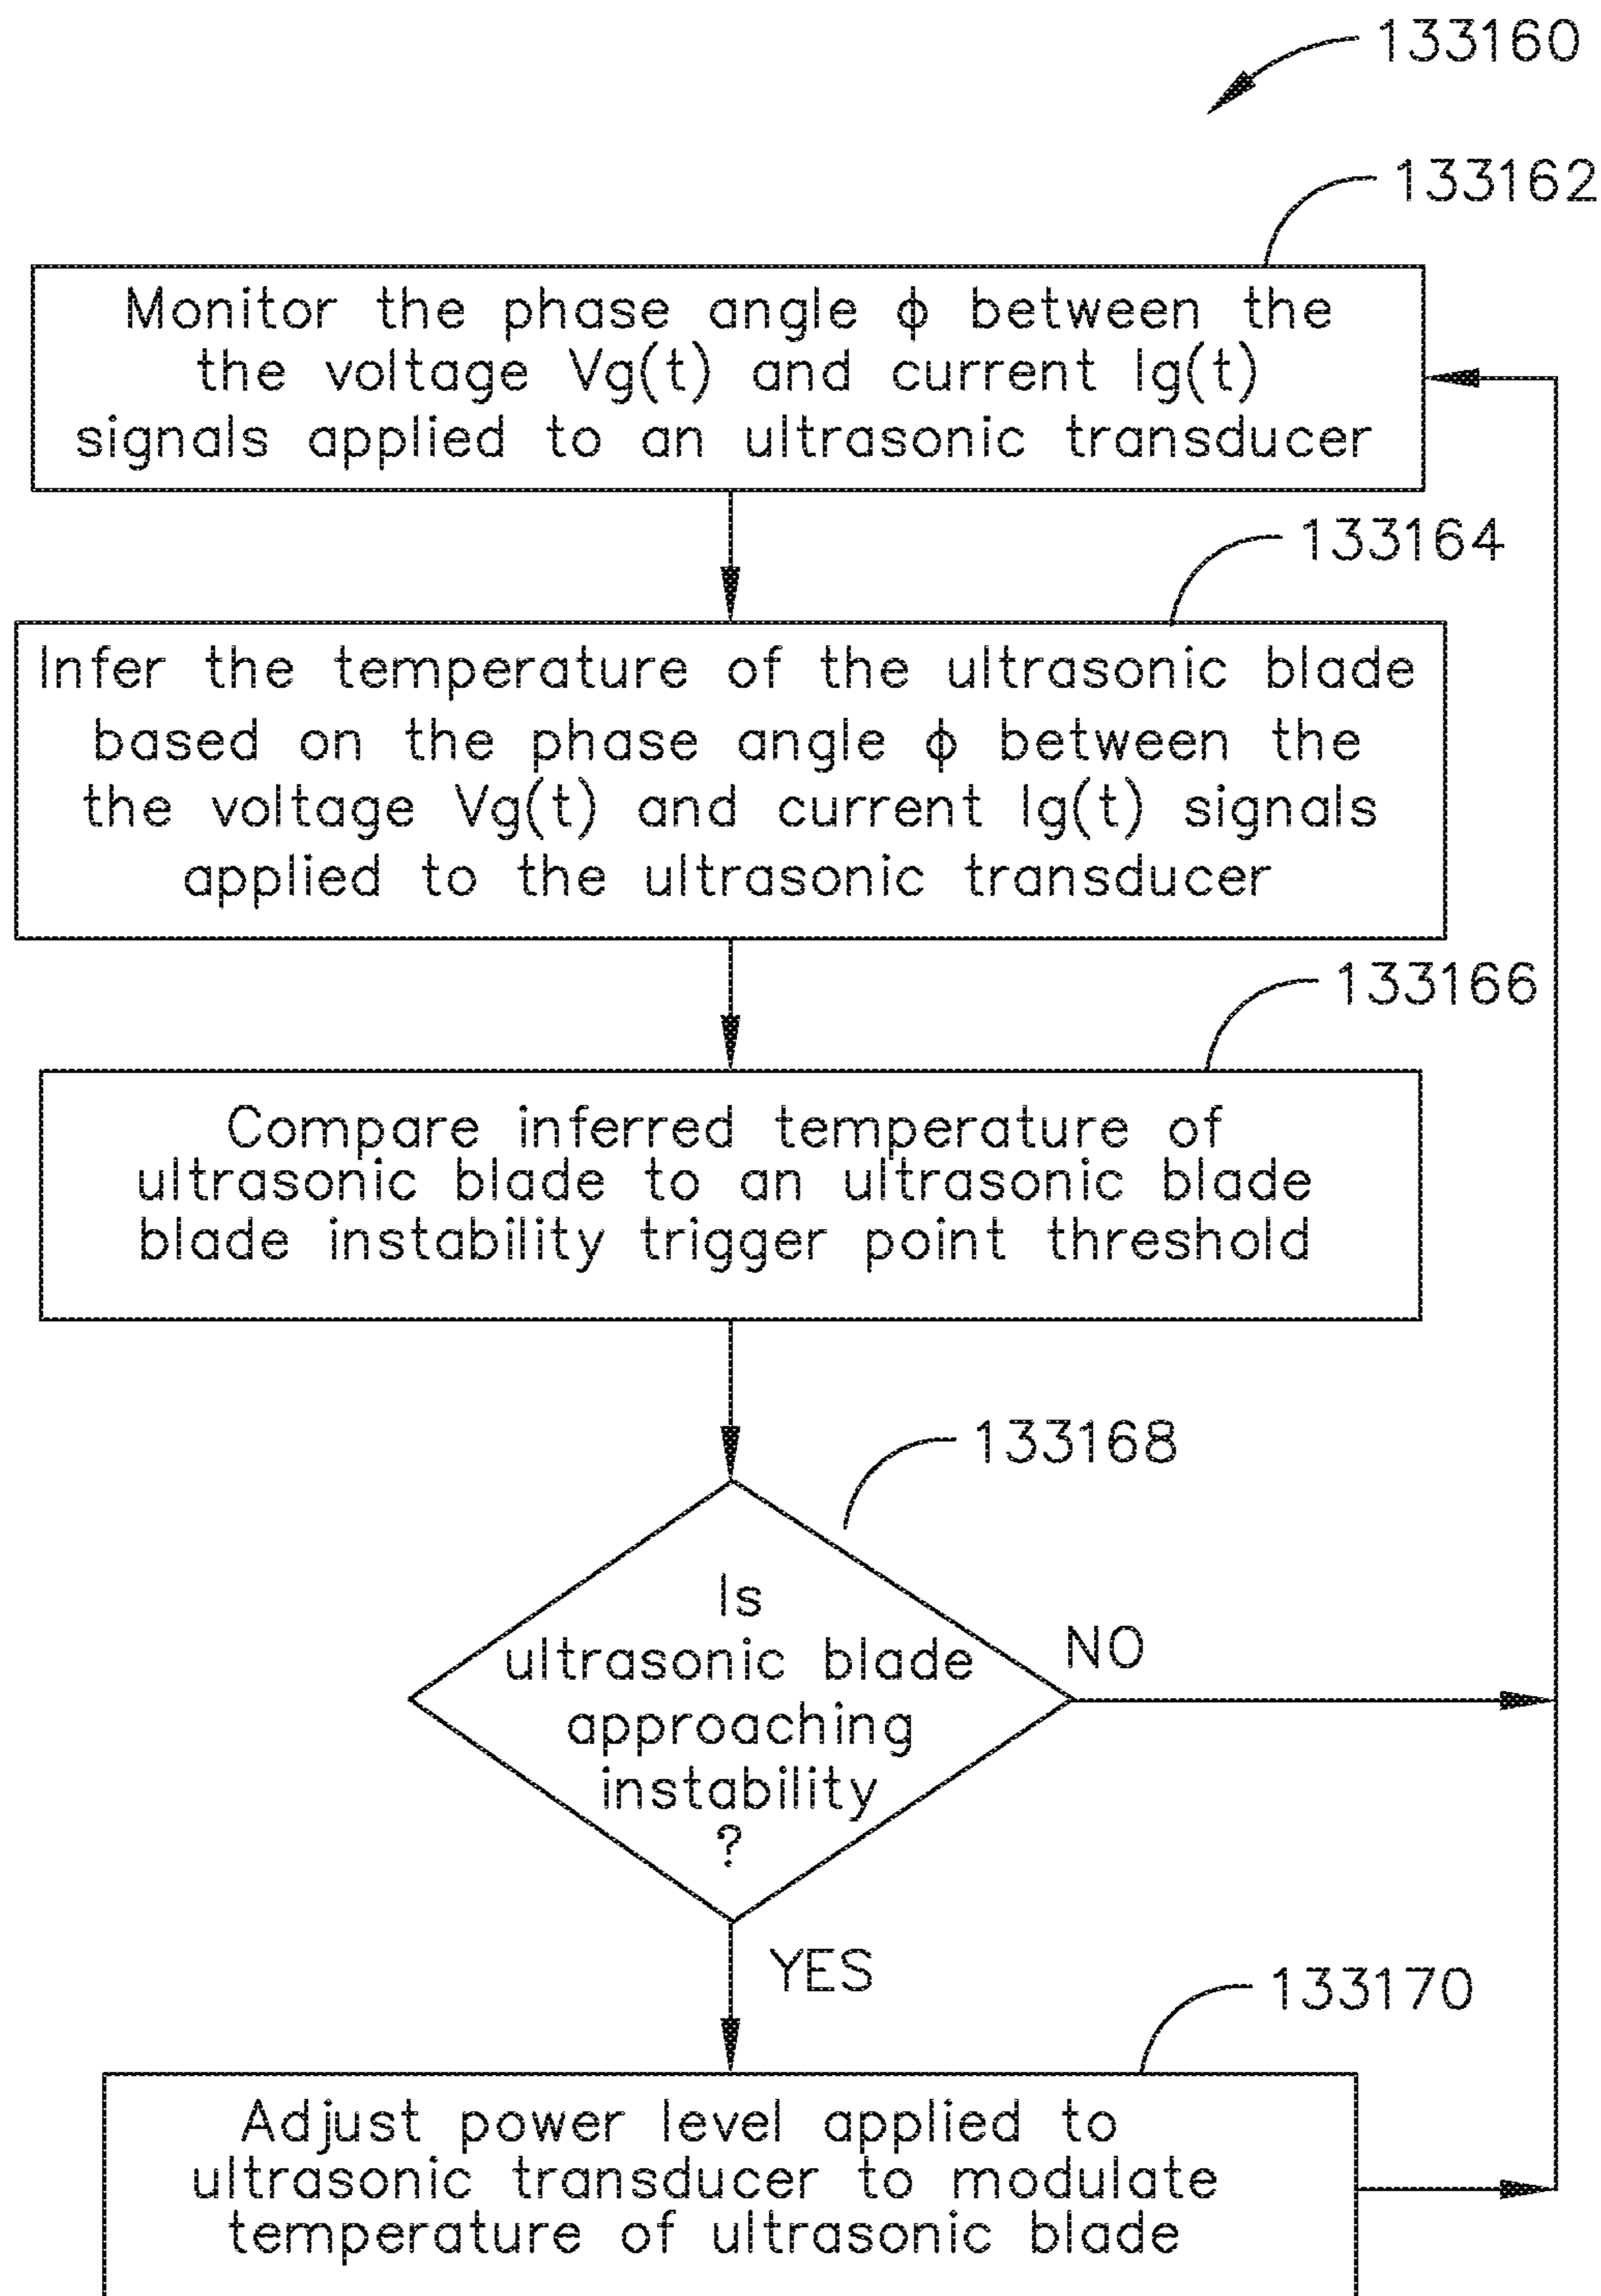 133160
133162
Monitor the phase angle ϕ between the
the voltage Vg(t) and current Ig(t)
signals applied to an ultrasonic transducer
133164
Infer the temperature of the ultrasonic blade
based on the phase angle ϕ between the
the voltage Vg(t) and current Ig(t) signals
applied to the ultrasonic transducer
133166
Compare inferred temperature of
ultrasonic blade to an ultrasonic blade
blade instability trigger point threshold
133168
Is
ultrasonic blade
approaching
instability
?
NO
YES
133170
Adjust power level applied to
ultrasonic transducer to modulate
temperature of ultrasonic blade